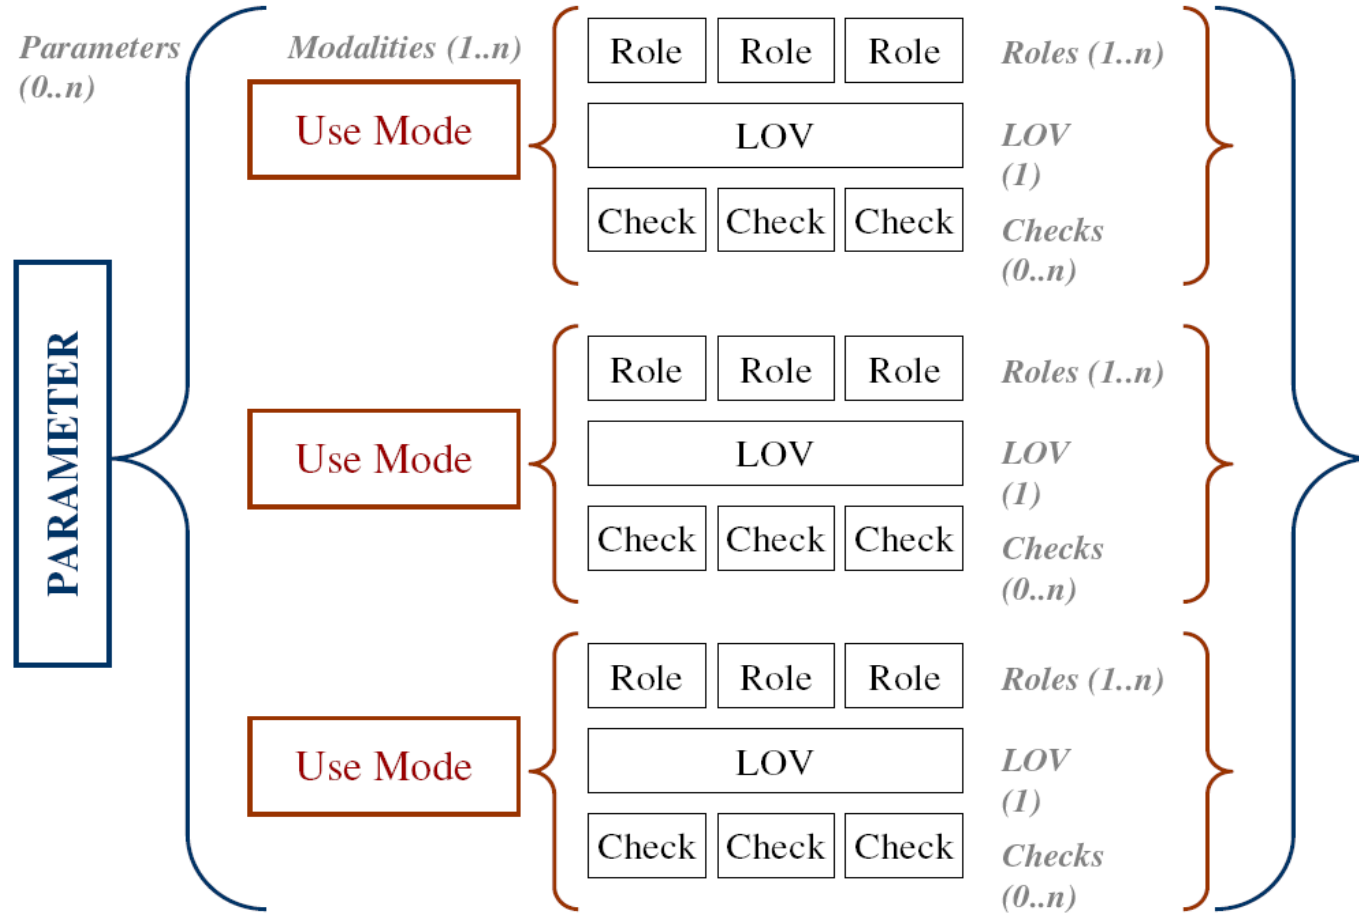 Parameters
(0..n)
Modalities (1..n)
PARAMETER
Use Mode
Role Role Role
LOV
Check Check Check
Roles (1..n)
LOV
(1)
Checks
(0..n)
Use Mode
Role Role Role
LOV
Check Check Check
Roles (1..n)
LOV
(1)
Checks
(0..n)
Use Mode
Role Role Role
LOV
Check Check Check
Roles (1..n)
LOV
(1)
Checks
(0..n)